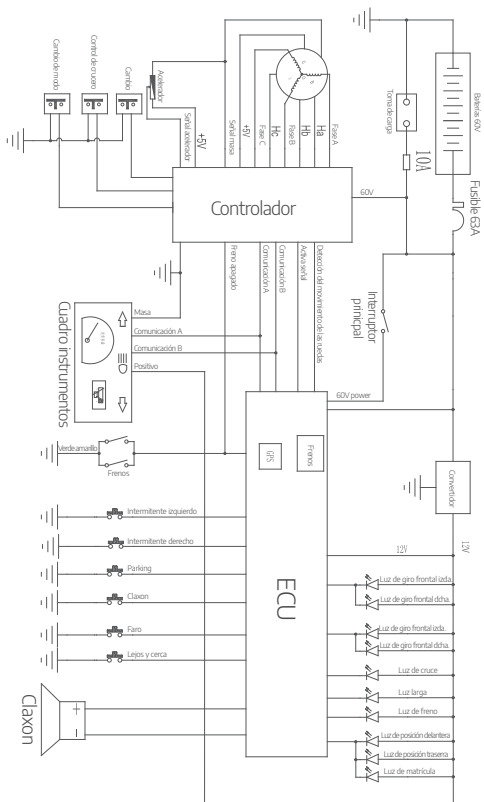 Baterías 60V
Fusible 63A
Toma de carga
10A
60V
Interruptor
prinicpal
60V power
Convertidor
12V
12V
Fase A
Ha
Hb
Fase B
Hc
Fase C
+5V
Señal masa
+5V
Señal acelerador
Acelerador
Cambio
Control de crucero
Cambio de modo
Controlador
Detección del movimiento de las ruedas
Activa señal
Comunicación B
Comunicación A
Freno apagado
Masa
Comunicación A
Comunicación B
Positivo
Cuadro instrumentos
Verde amarillo
Frenos
GPS
Frenos
ECU
Intermitente izquierdo
Intermitente derecho
Parking
Claxon
Faro
Lejos y cerca
Claxon
+
−
Luz de giro frontal izda.
Luz de giro frontal dcha.
Luz de giro frontal izda.
Luz de giro frontal dcha.
Luz de cruce
Luz larga
Luz de freno
Luz de posición delantera
Luz de posición traserra
Luz de matrícula